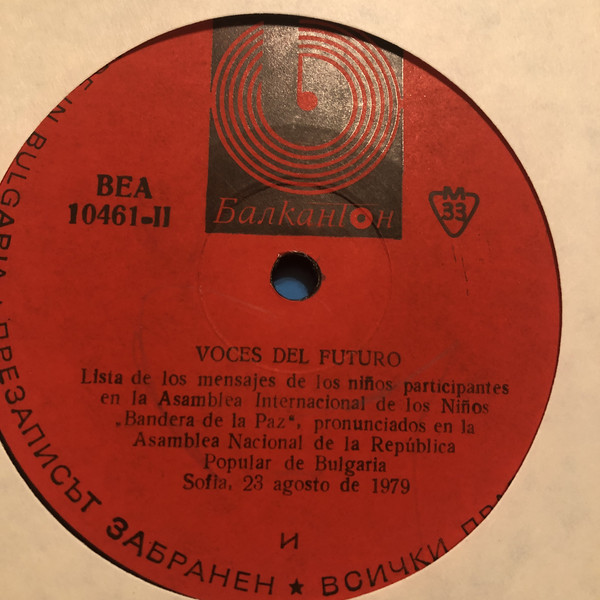 Балкантон
ВЕА
10461-II
M
33
VOCES DEL FUTURO
Lista de los mensajes de los niños participantes
en la Asamblea Internacional de los Niños
„Bandera de la Paz“, pronunciados en la
Asamblea Nacional de la República
Popular de Bulgaria
Sofia, 23 agosto de 1979
И
IN BULGARIA · ПРЕЗАПИСЪТ ЗАБРАНЕН ★ ВСИЧКИ